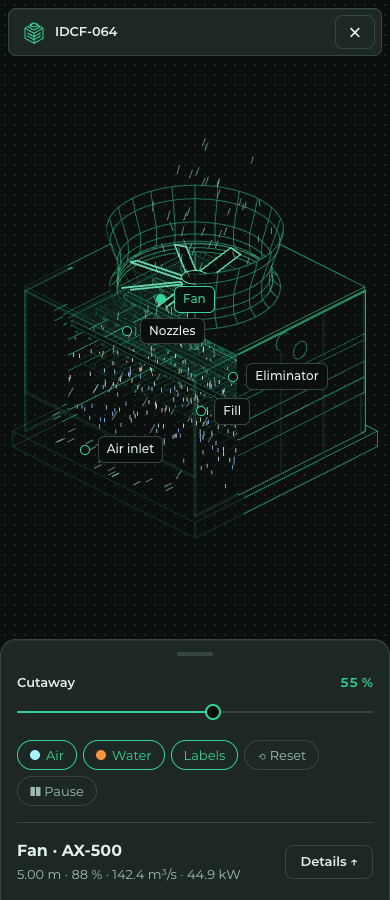 IDCF-064
Fan
Nozzles
Eliminator
Fill
Air inlet
Cutaway
55 %
Air
Water
Labels
Reset
Pause
Fan · AX-500
5.00 m · 88 % · 142.4 m³/s · 44.9 kW
Details ↑